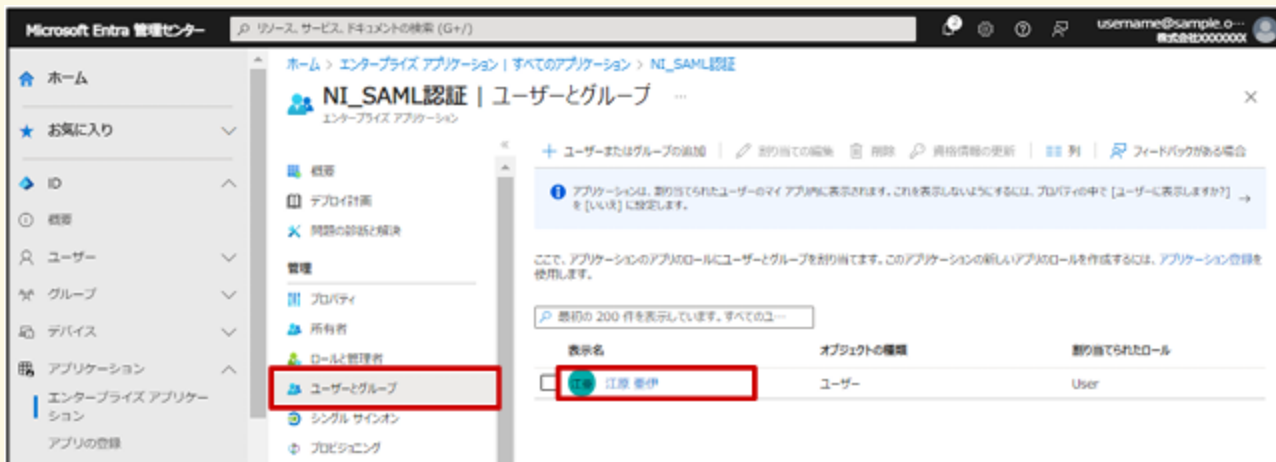 Microsoft Entra 管理センター
リソース、サービス、ドキュメントの検索 (G+/)
2
username@sample.o…
株式会社XXXXXXX
ホーム
お気に入り
ID
概要
ユーザー
グループ
デバイス
アプリケーション
エンタープライズ アプリケー
ション
アプリの登録
ホーム > エンタープライズ アプリケーション | すべてのアプリケーション > NI_SAML認証
NI_SAML認証 | ユーザーとグループ …
エンタープライズ アプリケーション
概要
デプロイ計画
問題の診断と解決
管理
プロパティ
所有者
ロールと管理者
ユーザーとグループ
シングル サインオン
プロビジョニング
ユーザーまたはグループの追加 | 割り当ての編集 削除 資格情報の更新 | 列 | フィードバックがある場合
アプリケーションは、割り当てられたユーザーのマイ アプリ内に表示されます。これを表示しないようにするには、プロパティの中で [ユーザーに表示しますか?]
を [いいえ] に設定します。
ここで、アプリケーションのアプリのロールにユーザーとグループを割り当てます。このアプリケーションの新しいアプリのロールを作成するには、アプリケーション登録を
使用します。
最初の 200 件を表示しています。すべてのユ…
表示名 オブジェクトの種類 割り当てられたロール
江原 亜伊 ユーザー User